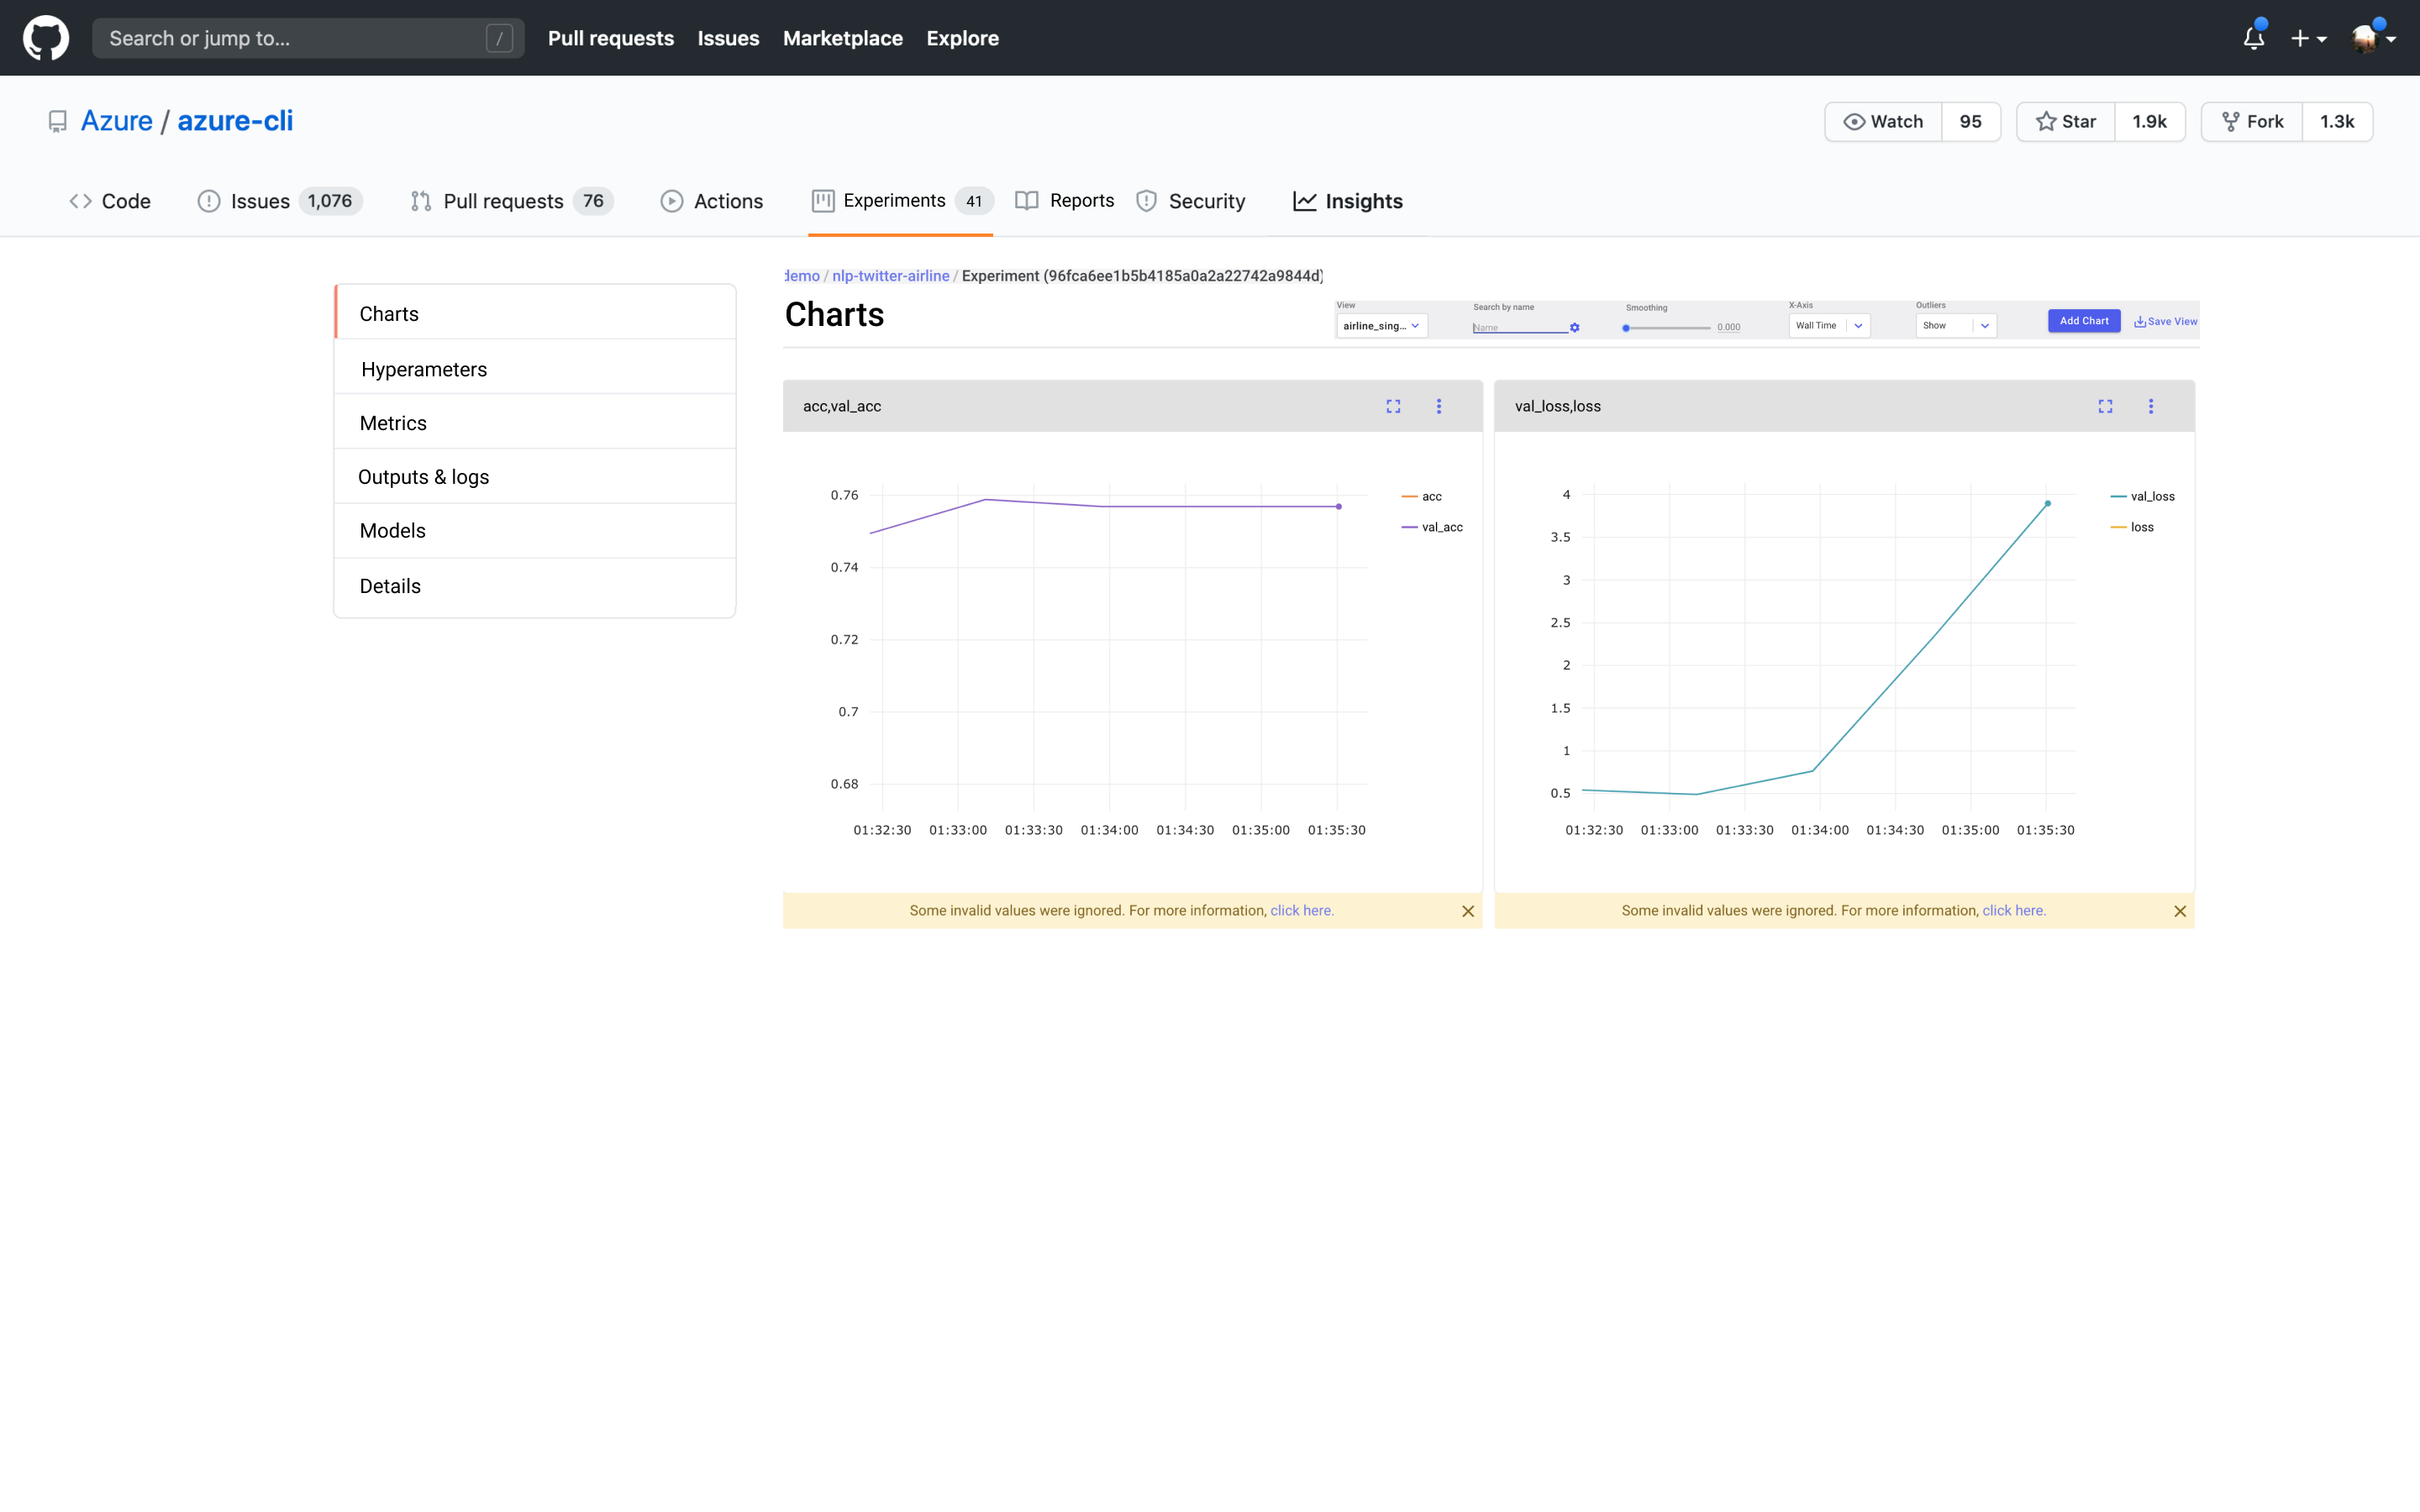 Search or jump to... /
Pull requests Issues Marketplace Explore
Azure / azure-cli
Watch 95 Star 1.9k Fork 1.3k
Code Issues 1,076 Pull requests 76 Actions Experiments 41 Reports Security Insights
Charts
Hyperameters
Metrics
Outputs & logs
Models
Details
demo / nlp-twitter-airline / Experiment (96fca6ee1b5b4185a0a2a22742a9844d)
Charts
View
airline_sing...
Search by name
Name
Smoothing
0.000
X-Axis
Wall Time
Outliers
Show
Add Chart
Save View
acc,val_acc
0.76
0.74
0.72
0.7
0.68
01:32:30 01:33:00 01:33:30 01:34:00 01:34:30 01:35:00 01:35:30
acc
val_acc
Some invalid values were ignored. For more information, click here.
val_loss,loss
4
3.5
3
2.5
2
1.5
1
0.5
01:32:30 01:33:00 01:33:30 01:34:00 01:34:30 01:35:00 01:35:30
val_loss
loss
Some invalid values were ignored. For more information, click here.